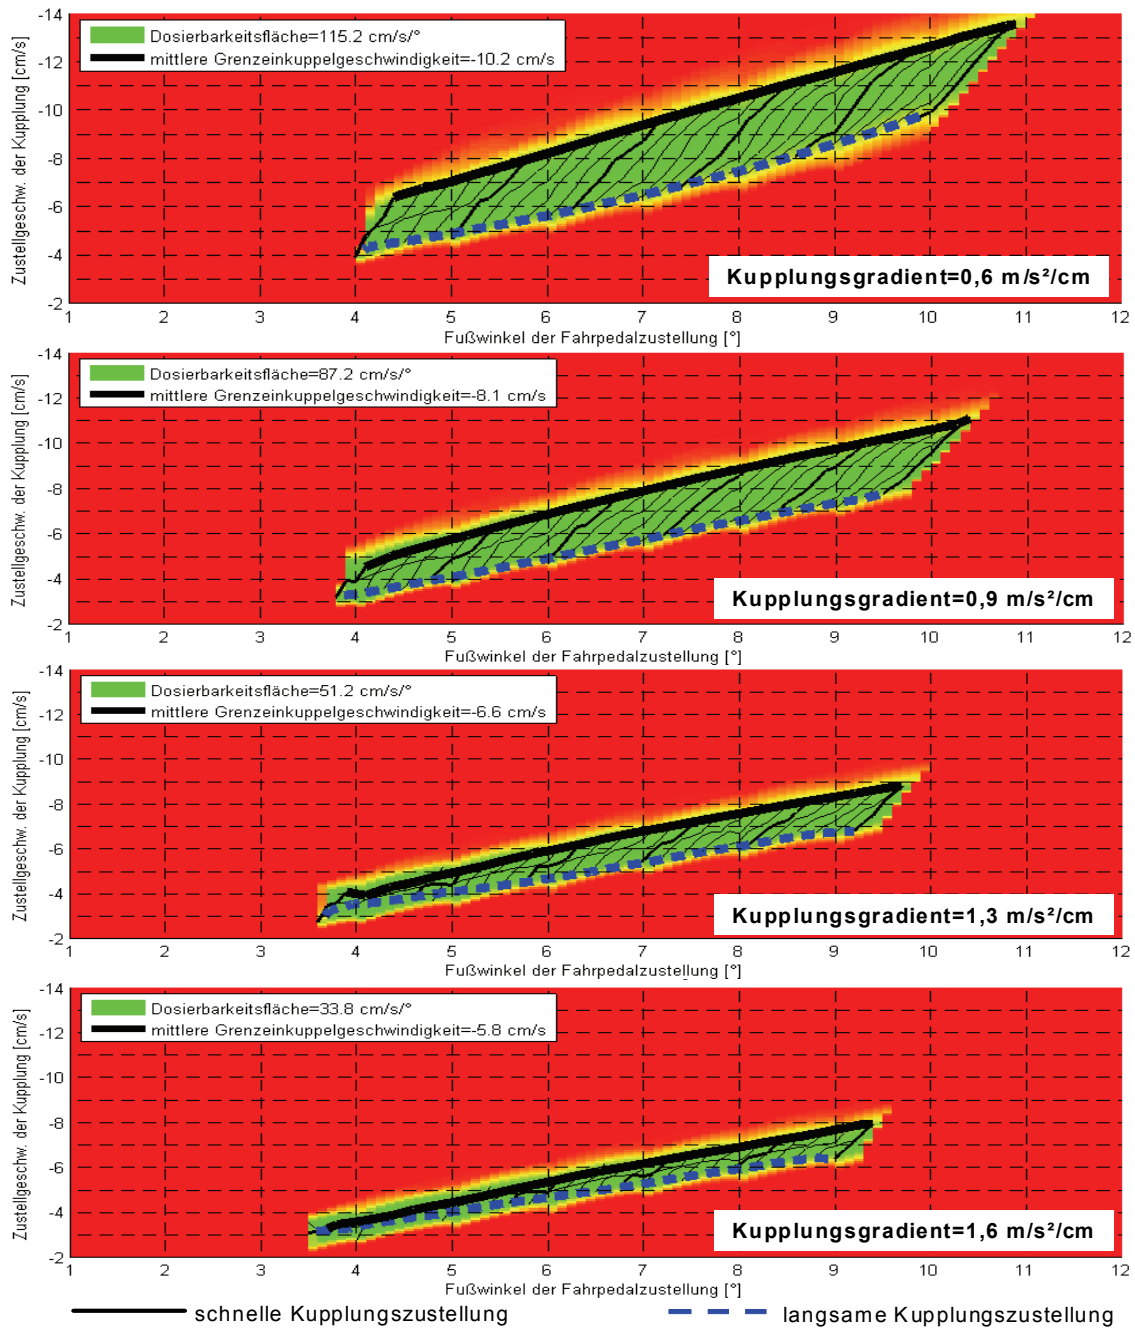 -14
-12
-10
-8
-6
-4
-2
Zustellgeschw. der Kupplung [cm/s]
Dosierbarkeitsfläche=115.2 cm/s/°
mittlere Grenzeinkuppelgeschwindigkeit=-10.2 cm/s
Kupplungsgradient=0,6 m/s²/cm
1 2 3 4 5 6 7 8 9 10 11 12
Fußwinkel der Fahrpedalzustellung [°]
-14
-12
-10
-8
-6
-4
-2
Zustellgeschw. der Kupplung [cm/s]
Dosierbarkeitsfläche=87.2 cm/s/°
mittlere Grenzeinkuppelgeschwindigkeit=-8.1 cm/s
Kupplungsgradient=0,9 m/s²/cm
1 2 3 4 5 6 7 8 9 10 11 12
Fußwinkel der Fahrpedalzustellung [°]
-14
-12
-10
-8
-6
-4
-2
Zustellgeschw. der Kupplung [cm/s]
Dosierbarkeitsfläche=51.2 cm/s/°
mittlere Grenzeinkuppelgeschwindigkeit=-6.6 cm/s
Kupplungsgradient=1,3 m/s²/cm
1 2 3 4 5 6 7 8 9 10 11 12
Fußwinkel der Fahrpedalzustellung [°]
-14
-12
-10
-8
-6
-4
-2
Zustellgeschw. der Kupplung [cm/s]
Dosierbarkeitsfläche=33.8 cm/s/°
mittlere Grenzeinkuppelgeschwindigkeit=-5.8 cm/s
Kupplungsgradient=1,6 m/s²/cm
1 2 3 4 5 6 7 8 9 10 11 12
Fußwinkel der Fahrpedalzustellung [°]
schnelle Kupplungszustellung
langsame Kupplungszustellung